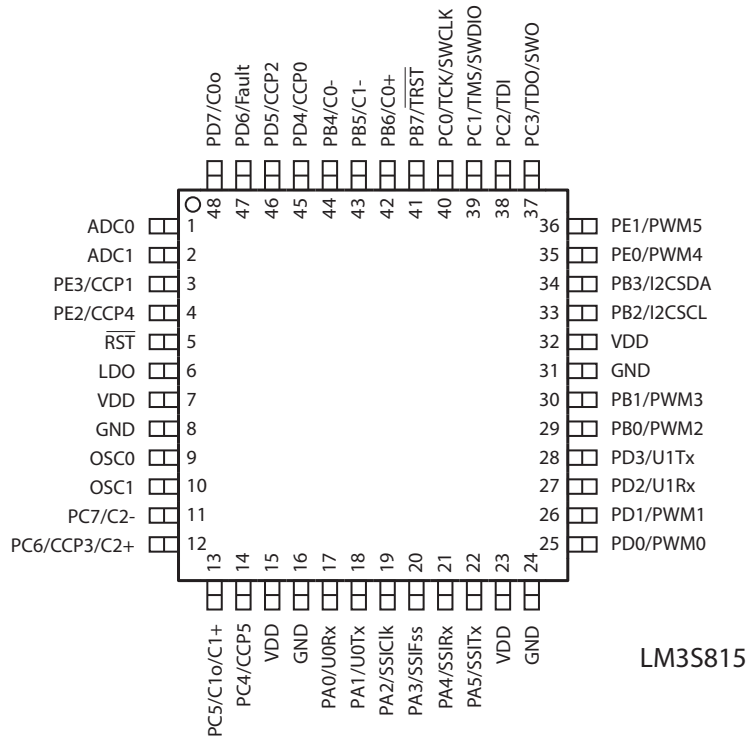 PD7/C0o
PD6/Fault
PD5/CCP2
PD4/CCP0
PB4/C0-
PB5/C1-
PB6/C0+
PB7/TRST
PC0/TCK/SWCLK
PC1/TMS/SWDIO
PC2/TDI
PC3/TDO/SWO
48
47
46
45
44
43
42
41
40
39
38
37
ADC0 1
ADC1 2
PE3/CCP1 3
PE2/CCP4 4
RST 5
LDO 6
VDD 7
GND 8
OSC0 9
OSC1 10
PC7/C2- 11
PC6/CCP3/C2+ 12
36 PE1/PWM5
35 PE0/PWM4
34 PB3/I2CSDA
33 PB2/I2CSCL
32 VDD
31 GND
30 PB1/PWM3
29 PB0/PWM2
28 PD3/U1Tx
27 PD2/U1Rx
26 PD1/PWM1
25 PD0/PWM0
13
14
15
16
17
18
19
20
21
22
23
24
PC5/C1o/C1+
PC4/CCP5
VDD
GND
PA0/U0Rx
PA1/U0Tx
PA2/SSIClk
PA3/SSIFss
PA4/SSIRx
PA5/SSITx
VDD
GND
LM3S815